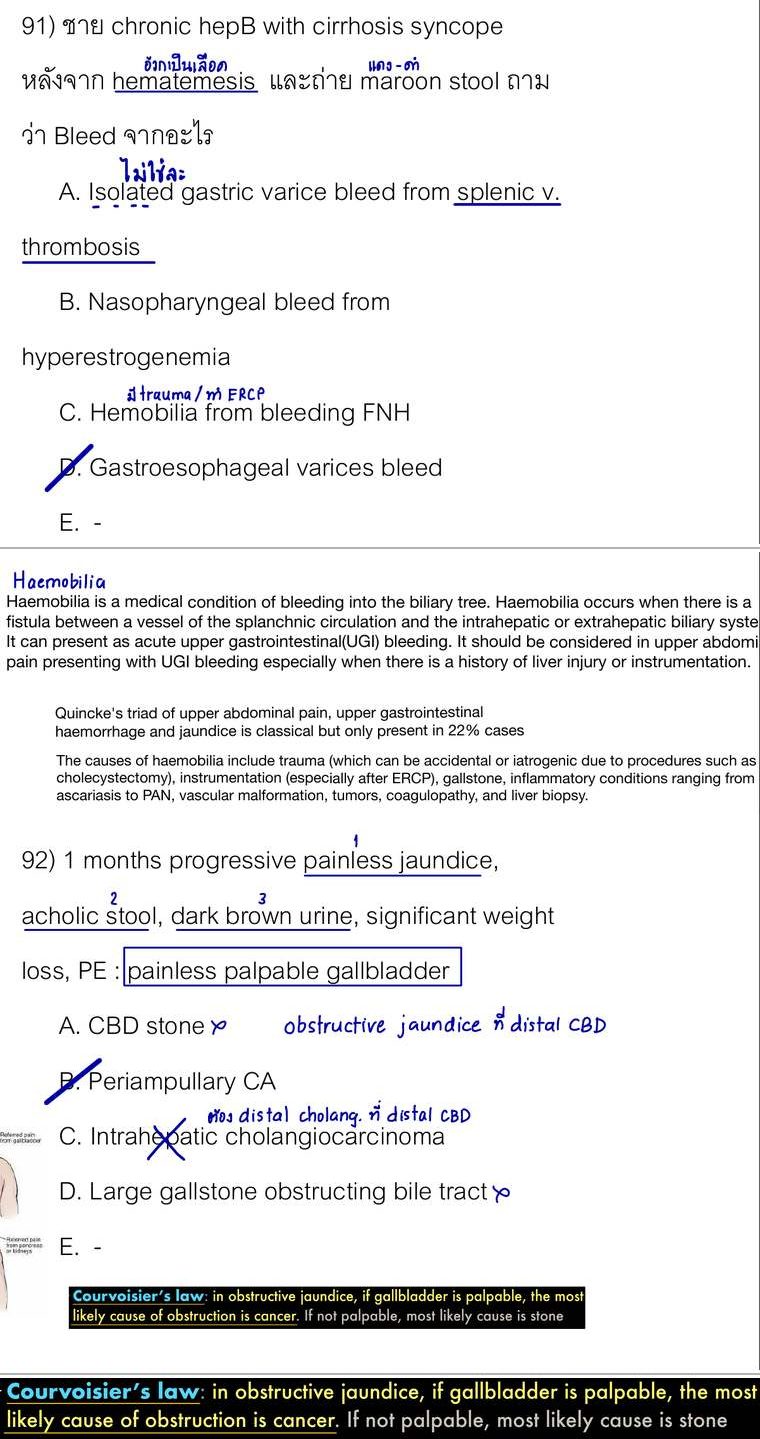 91) ชาย chronic hepB with cirrhosis syncope
อ้วกเป็นเลือด แดง-ดำ
หลังจาก hematemesis และถ่าย maroon stool ถาม
ว่า Bleed จากอะไร
ไม่ใช่ละ
A. Isolated gastric varice bleed from splenic v.
thrombosis
B. Nasopharyngeal bleed from
hyperestrogenemia
มี trauma/ทำ ERCP
C. Hemobilia from bleeding FNH
D. Gastroesophageal varices bleed
E. -
Haemobilia
Haemobilia is a medical condition of bleeding into the biliary tree. Haemobilia occurs when there is a
fistula between a vessel of the splanchnic circulation and the intrahepatic or extrahepatic biliary syste
It can present as acute upper gastrointestinal(UGI) bleeding. It should be considered in upper abdomi
pain presenting with UGI bleeding especially when there is a history of liver injury or instrumentation.
Quincke's triad of upper abdominal pain, upper gastrointestinal
haemorrhage and jaundice is classical but only present in 22% cases
The causes of haemobilia include trauma (which can be accidental or iatrogenic due to procedures such as
cholecystectomy), instrumentation (especially after ERCP), gallstone, inflammatory conditions ranging from
ascariasis to PAN, vascular malformation, tumors, coagulopathy, and liver biopsy.
1
92) 1 months progressive painless jaundice,
2 3
acholic stool, dark brown urine, significant weight
loss, PE : painless palpable gallbladder
A. CBD stone obstructive jaundice ที่ distal CBD
B. Periampullary CA
ต้อง distal cholang. ที่ distal CBD
C. Intrahepatic cholangiocarcinoma
Referred pain
from gallbladder
D. Large gallstone obstructing bile tract
Referred pain
from pancreas
or kidneys
E. -
Courvoisier's law: in obstructive jaundice, if gallbladder is palpable, the most
likely cause of obstruction is cancer. If not palpable, most likely cause is stone
Courvoisier's law: in obstructive jaundice, if gallbladder is palpable, the most
likely cause of obstruction is cancer. If not palpable, most likely cause is stone